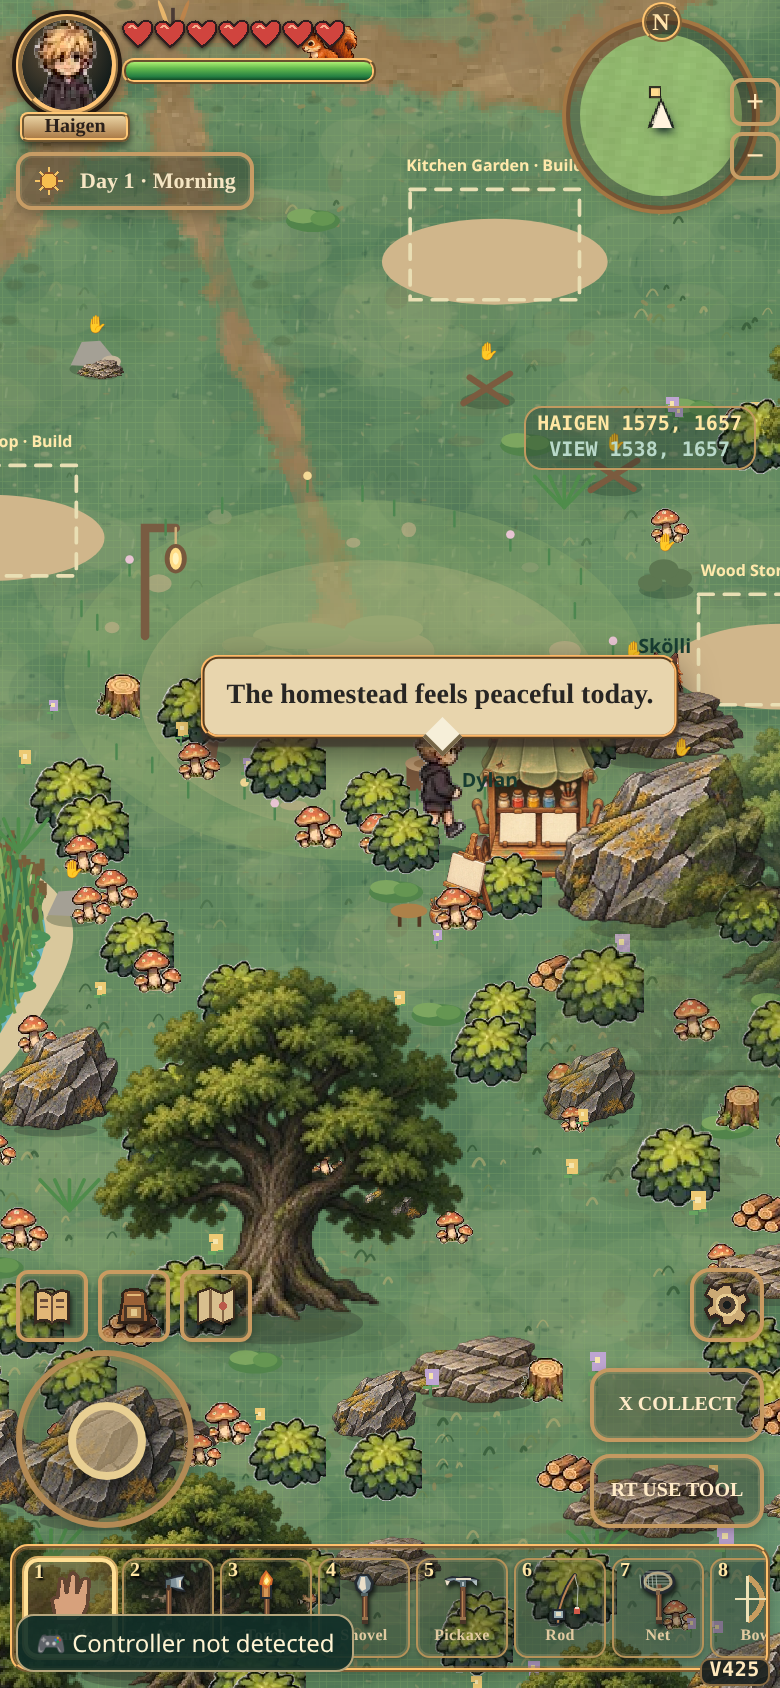 N
Haigen
+
−
Day 1 · Morning
Kitchen Garden ·
HAIGEN 1575, 1657
VIEW 1538, 1657
op · Build
Wood Stor
Skölli
The homestead feels peaceful today.
Dylan
X COLLECT
RT USE TOOL
1 2 3 4 5 6 7 8
hovel Pickaxe Rod Net Bow
Controller not detected
V425